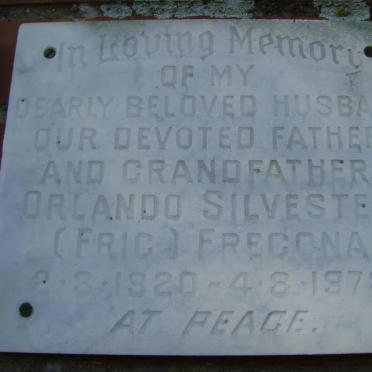 In Loving Memory
OF MY
DEARLY BELOVED HUSBA
OUR DEVOTED FATHER
AND GRANDFATHER
ORLANDO SILVESTE
(FRIC) FREGONA
2·3·1920 - 4·8·197
AT PEACE.